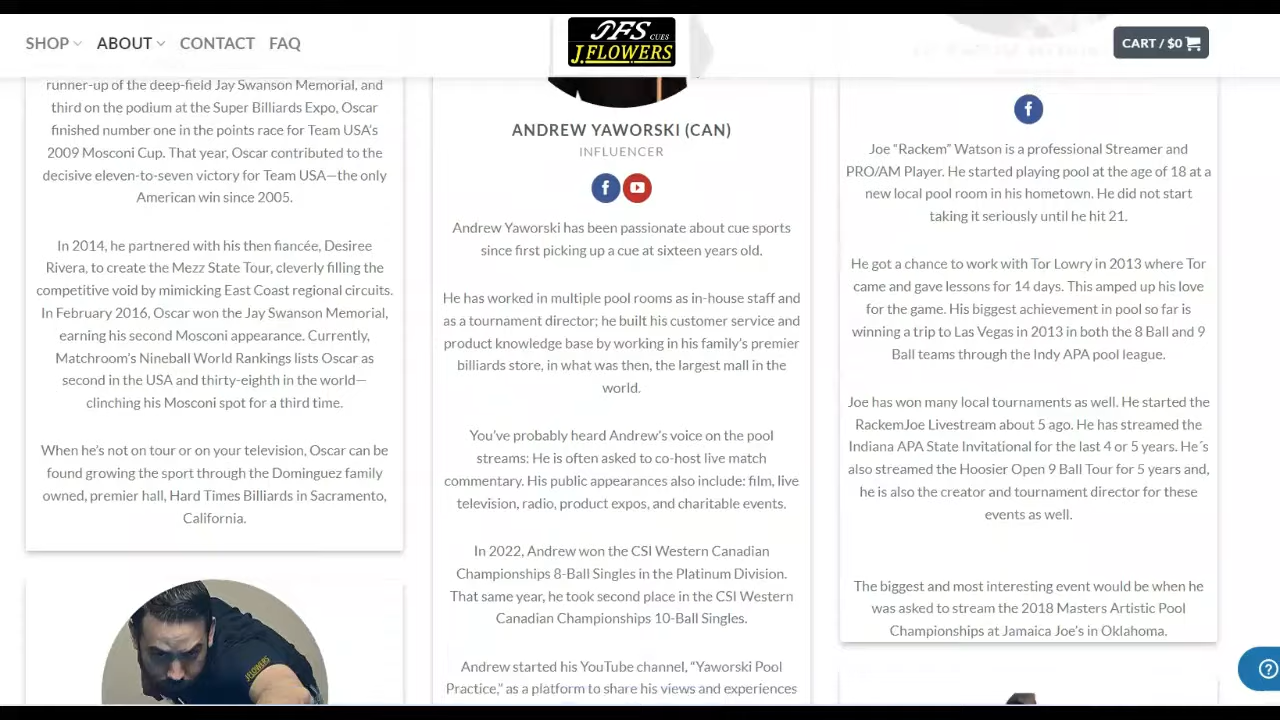 SHOP
ABOUT
CONTACT
FAQ
JFS CUES
J.FLOWERS
CART / $0
runner-up of the deep-field Jay Swanson Memorial, and
third on the podium at the Super Billiards Expo, Oscar
finished number one in the points race for Team USA's
2009 Mosconi Cup. That year, Oscar contributed to the
decisive eleven-to-seven victory for Team USA—the only
American win since 2005.
In 2014, he partnered with his then fiancée, Desiree
Rivera, to create the Mezz State Tour, cleverly filling the
competitive void by mimicking East Coast regional circuits.
In February 2016, Oscar won the Jay Swanson Memorial,
earning his second Mosconi appearance. Currently,
Matchroom's Nineball World Rankings lists Oscar as
second in the USA and thirty-eighth in the world—
clinching his Mosconi spot for a third time.
When he's not on tour or on your television, Oscar can be
found growing the sport through the Dominguez family
owned, premier hall, Hard Times Billiards in Sacramento,
California.
J.FLOWERS
ANDREW YAWORSKI (CAN)
INFLUENCER
Andrew Yaworski has been passionate about cue sports
since first picking up a cue at sixteen years old.
He has worked in multiple pool rooms as in-house staff and
as a tournament director; he built his customer service and
product knowledge base by working in his family's premier
billiards store, in what was then, the largest mall in the
world.
You've probably heard Andrew's voice on the pool
streams: He is often asked to co-host live match
commentary. His public appearances also include: film, live
television, radio, product expos, and charitable events.
In 2022, Andrew won the CSI Western Canadian
Championships 8-Ball Singles in the Platinum Division.
That same year, he took second place in the CSI Western
Canadian Championships 10-Ball Singles.
Andrew started his YouTube channel, “Yaworski Pool
Practice,” as a platform to share his views and experiences
Joe “Rackem” Watson is a professional Streamer and
PRO/AM Player. He started playing pool at the age of 18 at a
new local pool room in his hometown. He did not start
taking it seriously until he hit 21.
He got a chance to work with Tor Lowry in 2013 where Tor
came and gave lessons for 14 days. This amped up his love
for the game. His biggest achievement in pool so far is
winning a trip to Las Vegas in 2013 in both the 8 Ball and 9
Ball teams through the Indy APA pool league.
Joe has won many local tournaments as well. He started the
RackemJoe Livestream about 5 ago. He has streamed the
Indiana APA State Invitational for the last 4 or 5 years. He´s
also streamed the Hoosier Open 9 Ball Tour for 5 years and,
he is also the creator and tournament director for these
events as well.
The biggest and most interesting event would be when he
was asked to stream the 2018 Masters Artistic Pool
Championships at Jamaica Joe's in Oklahoma.